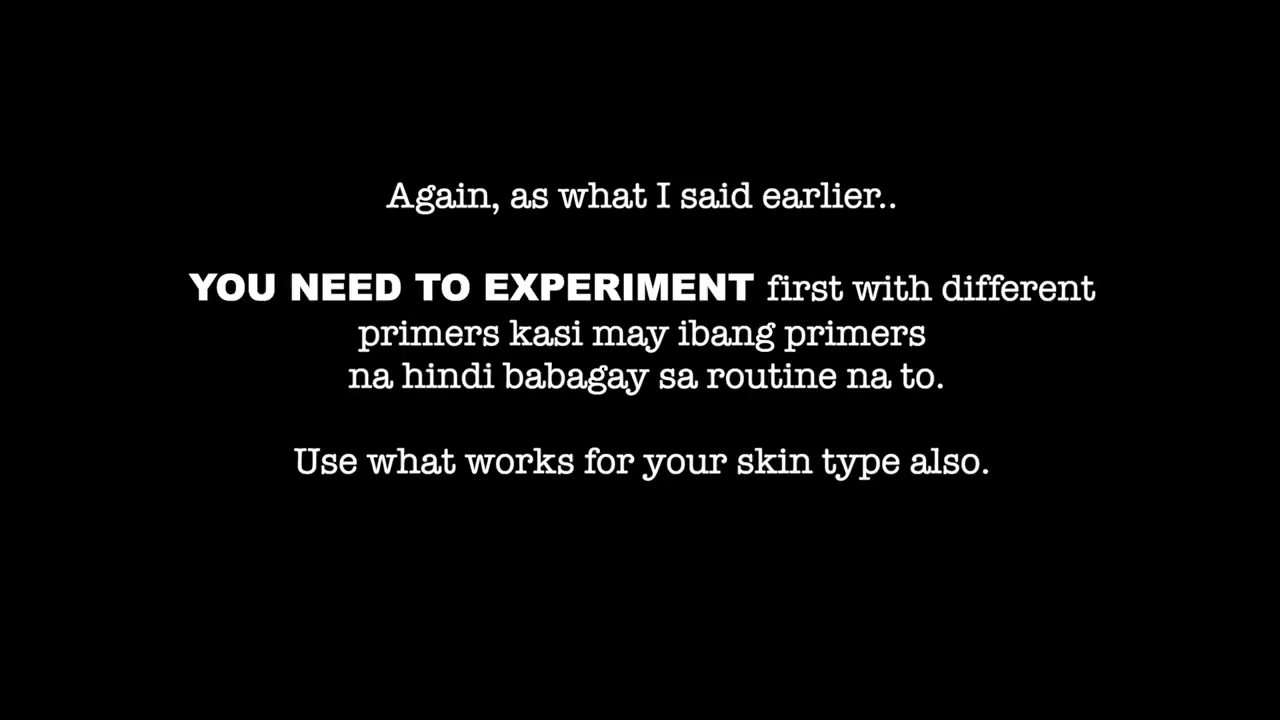 Again, as what I said earlier..
YOU NEED TO EXPERIMENT first with different
primers kasi may ibang primers
na hindi babagay sa routine na to.
Use what works for your skin type also.